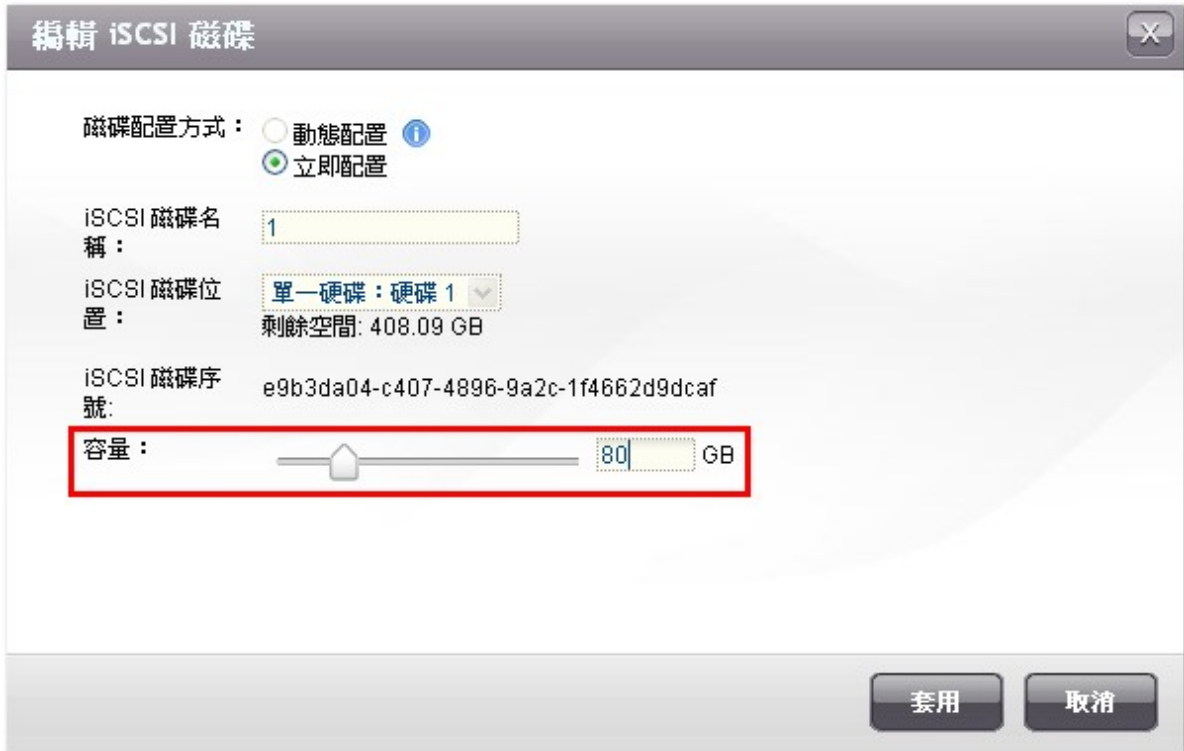 編輯 iSCSI 磁碟
X
磁碟配置方式：
動態配置
立即配置
iSCSI 磁碟名
稱：
1
iSCSI 磁碟位
置：
單一硬碟：硬碟 1
剩餘空間: 408.09 GB
iSCSI 磁碟序
號:
e9b3da04-c407-4896-9a2c-1f4662d9dcaf
容量：
80 GB
套用
取消